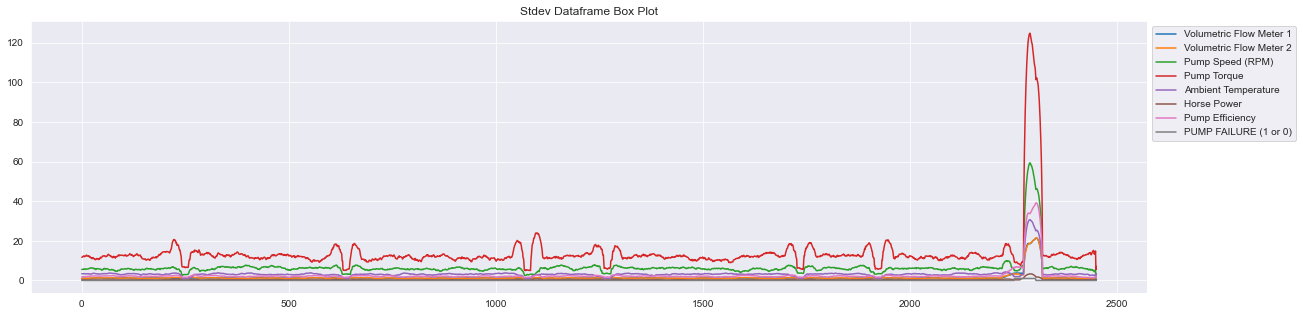 Stdev Dataframe Box Plot
120
100
80
60
40
20
0
0
500
1000
1500
2000
2500
Volumetric Flow Meter 1
Volumetric Flow Meter 2
Pump Speed (RPM)
Pump Torque
Ambient Temperature
Horse Power
Pump Efficiency
PUMP FAILURE (1 or 0)